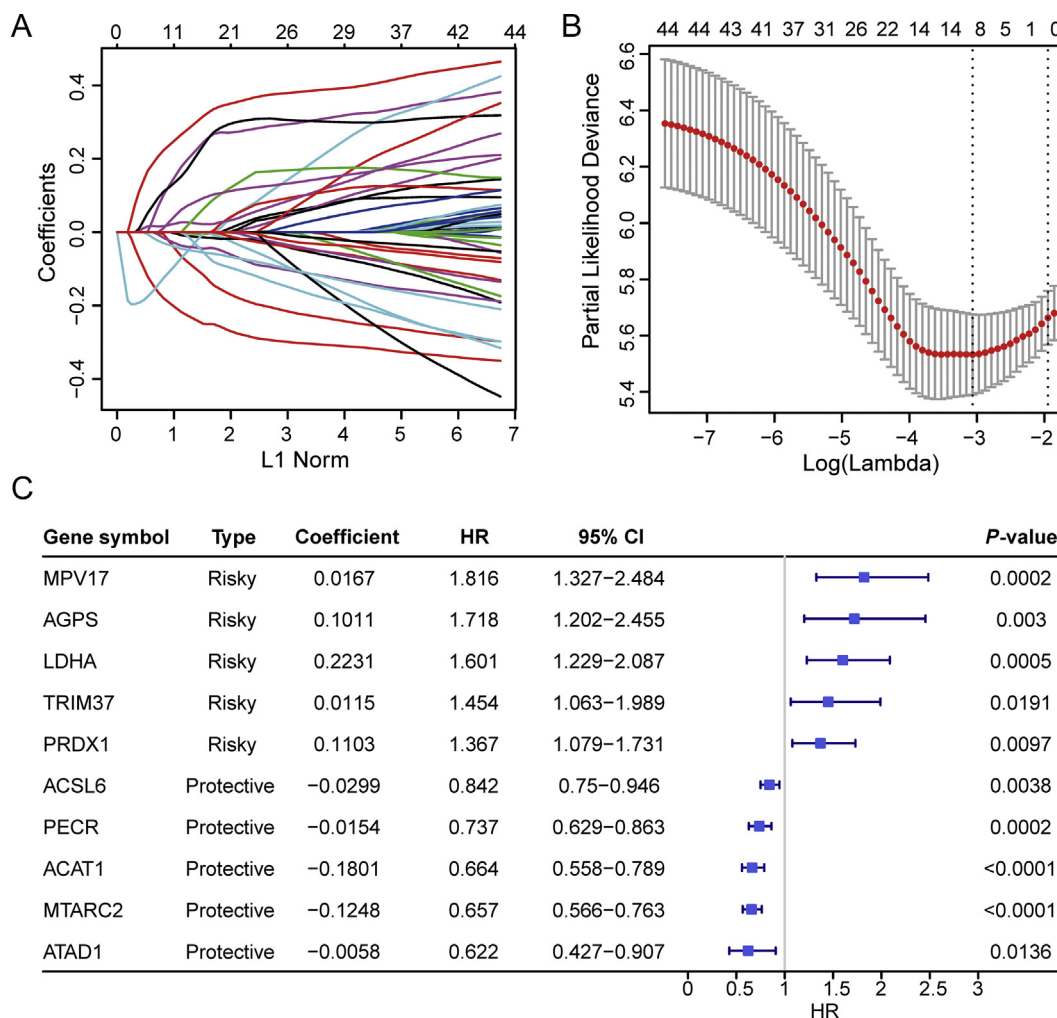 A
0 11 21 26 29 37 42 44
0.4
0.2
0.0
−0.2
−0.4
Coefficients
0 1 2 3 4 5 6 7
L1 Norm
B
44 44 43 41 37 31 26 22 14 14 8 5 1 0
6.6
6.4
6.2
6.0
5.8
5.6
5.4
Partial Likelihood Deviance
−7 −6 −5 −4 −3 −2
Log(Lambda)
C
Gene symbol Type Coefficient HR 95% CI P-value
MPV17 Risky 0.0167 1.816 1.327−2.484 0.0002
AGPS Risky 0.1011 1.718 1.202−2.455 0.003
LDHA Risky 0.2231 1.601 1.229−2.087 0.0005
TRIM37 Risky 0.0115 1.454 1.063−1.989 0.0191
PRDX1 Risky 0.1103 1.367 1.079−1.731 0.0097
ACSL6 Protective −0.0299 0.842 0.75−0.946 0.0038
PECR Protective −0.0154 0.737 0.629−0.863 0.0002
ACAT1 Protective −0.1801 0.664 0.558−0.789 <0.0001
MTARC2 Protective −0.1248 0.657 0.566−0.763 <0.0001
ATAD1 Protective −0.0058 0.622 0.427−0.907 0.0136
0 0.5 1 1.5 2 2.5 3
HR